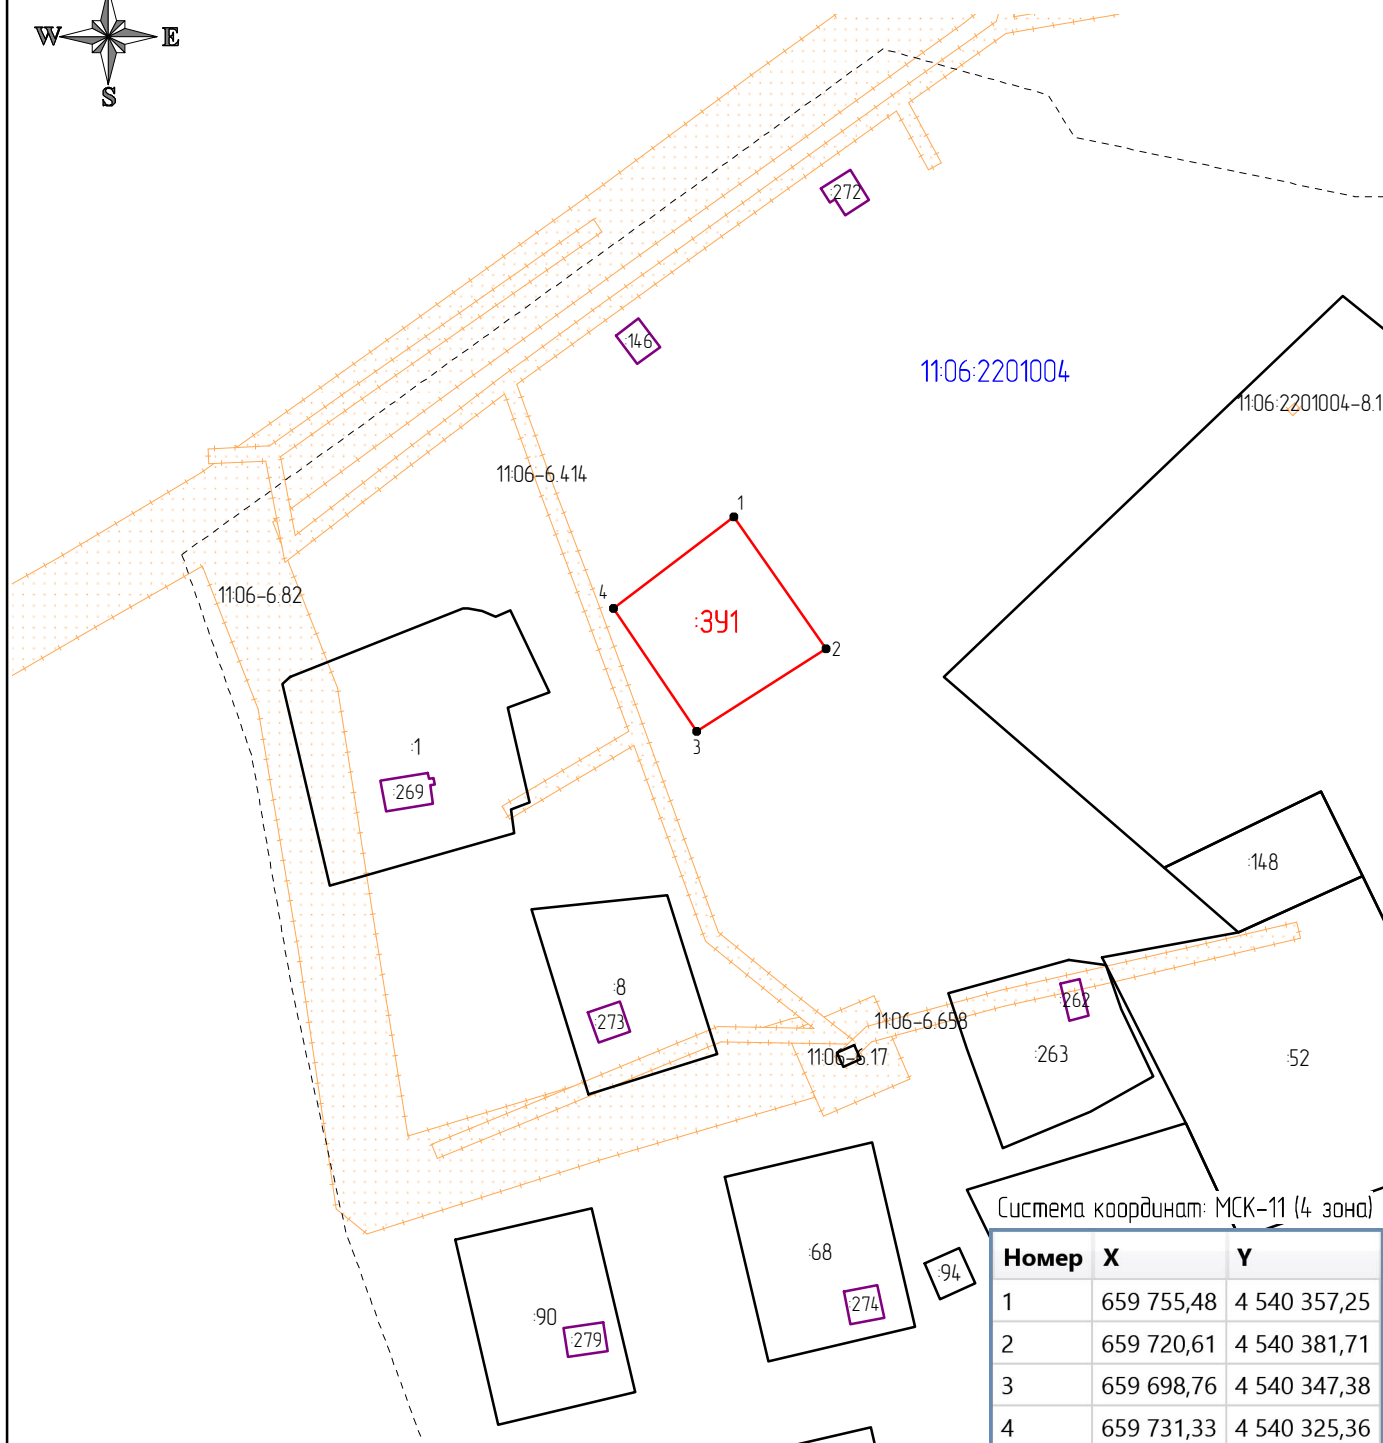 W E
S
:272
:146
11:06:2201004
11:06:2201004-8.1
11:06-6.414
1
4
:ЗУ1
11:06-6.82
2
3
:1
:269
:148
:8
:273
:262
11:06-6.658
11:06-6.17
:263
:52
Система координат: МСК-11 (4 зона)
:68
:94
:274
:90
:279
Номер X Y
1 659 755,48 4 540 357,25
2 659 720,61 4 540 381,71
3 659 698,76 4 540 347,38
4 659 731,33 4 540 325,36